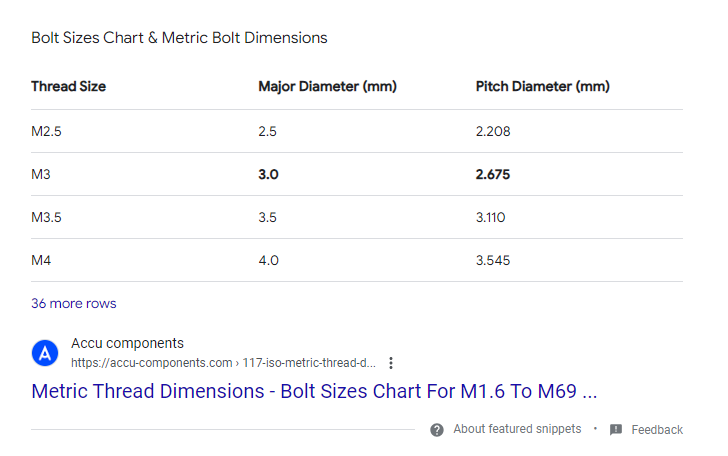 Bolt Sizes Chart & Metric Bolt Dimensions
Thread Size Major Diameter (mm) Pitch Diameter (mm)
M2.5 2.5 2.208
M3 3.0 2.675
M3.5 3.5 3.110
M4 4.0 3.545
36 more rows
A
Accu components
https://accu-components.com › 117-iso-metric-thread-d...
Metric Thread Dimensions - Bolt Sizes Chart For M1.6 To M69 ...
? About featured snippets • ! Feedback